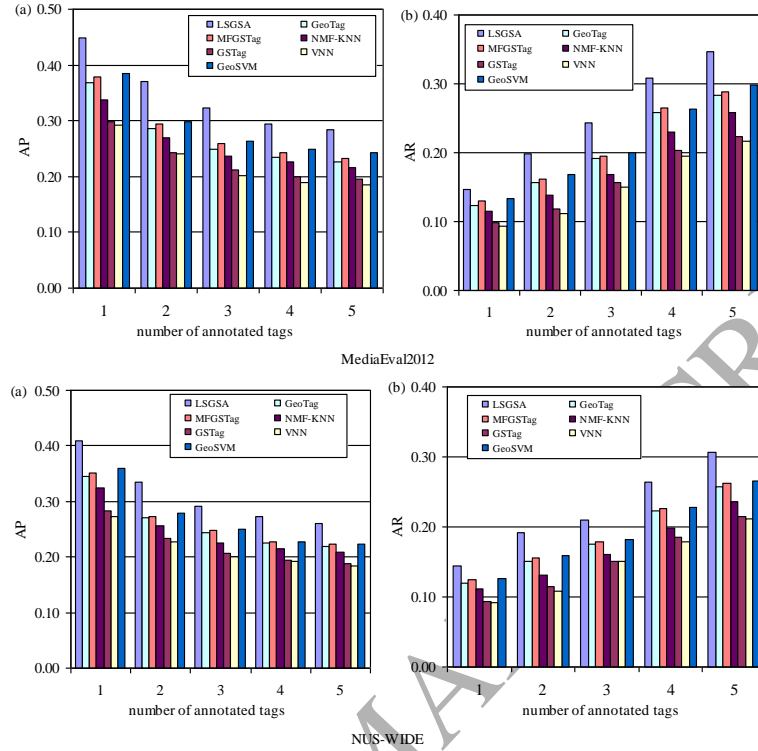 (a)
0.50
0.40
0.30
0.20
0.10
0.00
AP
LSGSA GeoTag
MFGSTag NMF-KNN
GSTag VNN
GeoSVM
1 2 3 4 5
number of annotated tags
(b)
0.40
0.30
0.20
0.10
0.00
AR
LSGSA GeoTag
MFGSTag NMF-KNN
GSTag VNN
GeoSVM
1 2 3 4 5
number of annotated tags
MediaEval2012
(a)
0.50
0.40
0.30
0.20
0.10
0.00
AP
LSGSA GeoTag
MFGSTag NMF-KNN
GSTag VNN
GeoSVM
1 2 3 4 5
number of annotated tags
(b)
0.40
0.30
0.20
0.10
0.00
AR
LSGSA GeoTag
MFGSTag NMF-KNN
GSTag VNN
GeoSVM
1 2 3 4 5
number of annotated tags
NUS-WIDE